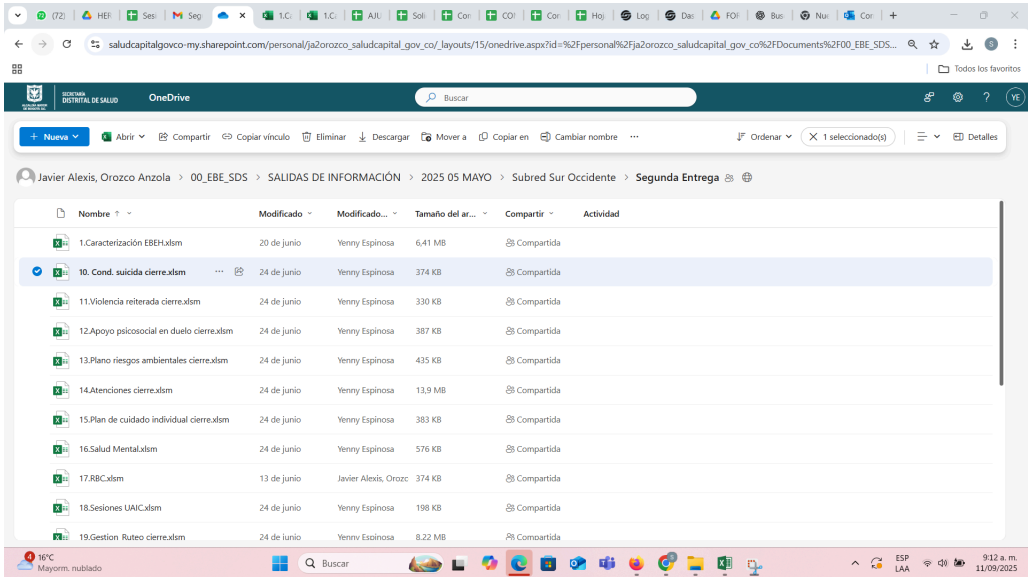 (72) HEF Sesi Seg 1.C 1.C AJU Soli Cor CO! Cor Hoj Log Das FOF Bus Nu Cor
saludcapitalgovco-my.sharepoint.com/personal/ja2orozco_saludcapital_gov_co/_layouts/15/onedrive.aspx?id=%2Fpersonal%2Fja2orozco_saludcapital_gov_co%2FDocuments%2F00_EBE_SDS... S
Todos los favoritos
SECRETARÍA
DISTRITAL DE SALUD OneDrive Buscar ? YE
+ Nueva Abrir Compartir Copiar vínculo Eliminar Descargar Mover a Copiar en Cambiar nombre ... Ordenar X 1 seleccionado(s) Detalles
Javier Alexis, Orozco Anzola > 00_EBE_SDS > SALIDAS DE INFORMACIÓN > 2025 05 MAYO > Subred Sur Occidente > Segunda Entrega
Nombre ↑ Modificado Modificado... Tamaño del ar... Compartir Actividad
1.Caracterización EBEH.xlsm 20 de junio Yenny Espinosa 6,41 MB Compartida
10. Cond. suicida cierre.xlsm ... 24 de junio Yenny Espinosa 374 KB Compartida
11.Violencia reiterada cierre.xlsm 24 de junio Yenny Espinosa 330 KB Compartida
12.Apoyo psicosocial en duelo cierre.xlsm 24 de junio Yenny Espinosa 387 KB Compartida
13.Plano riesgos ambientales cierre.xlsm 24 de junio Yenny Espinosa 435 KB Compartida
14.Atenciones cierre.xlsm 24 de junio Yenny Espinosa 13,9 MB Compartida
15.Plan de cuidado individual cierre.xlsm 24 de junio Yenny Espinosa 383 KB Compartida
16.Salud Mental.xlsm 24 de junio Yenny Espinosa 576 KB Compartida
17.RBC.xlsm 13 de junio Javier Alexis, Orozc 374 KB Compartida
18.Sesiones UAIC.xlsm 24 de junio Yenny Espinosa 198 KB Compartida
19.Gestion Ruteo cierre.xlsm 24 de junio Yenny Espinosa 8,22 MB Compartida
4 16°C
Mayorm. nublado
Buscar
ESP
LAA
9:12 a. m.
11/09/2025